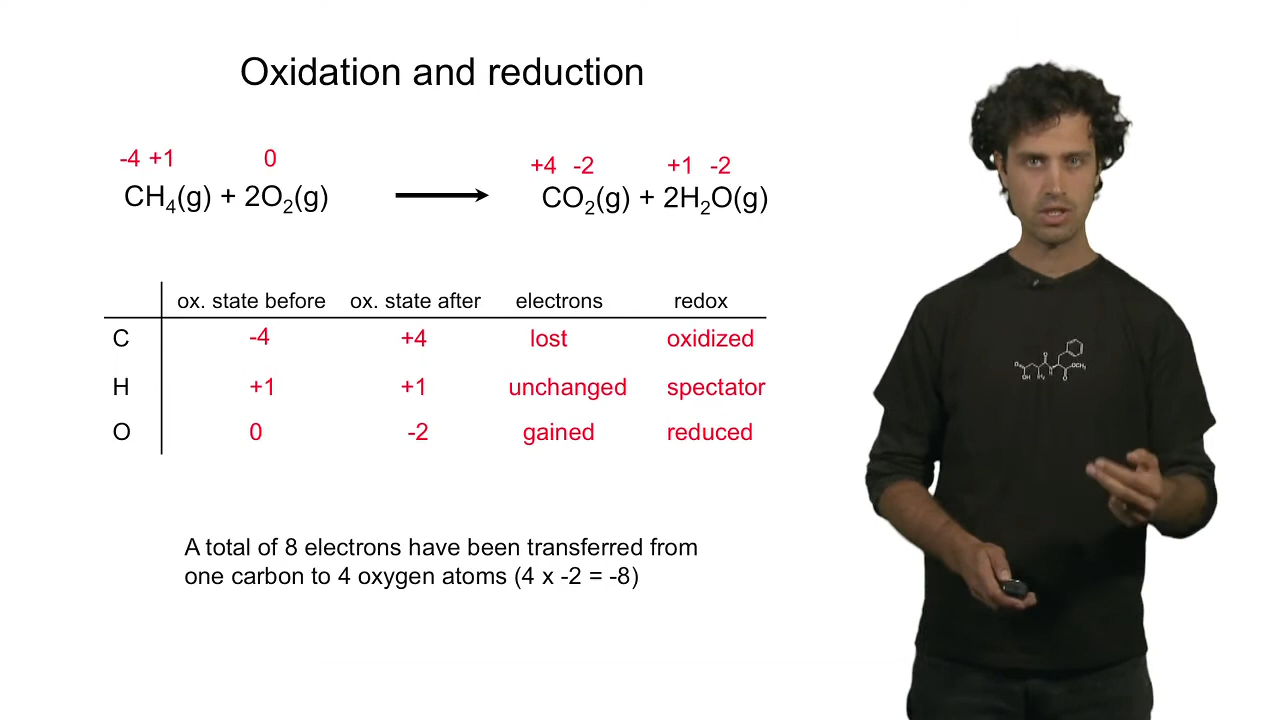 Oxidation and reduction
-4 +1 0 +4 -2 +1 -2
CH₄(g) + 2O₂(g) ⟶ CO₂(g) + 2H₂O(g)
ox. state before ox. state after electrons redox
C -4 +4 lost oxidized
H +1 +1 unchanged spectator
O 0 -2 gained reduced
A total of 8 electrons have been transferred from
one carbon to 4 oxygen atoms (4 x -2 = -8)